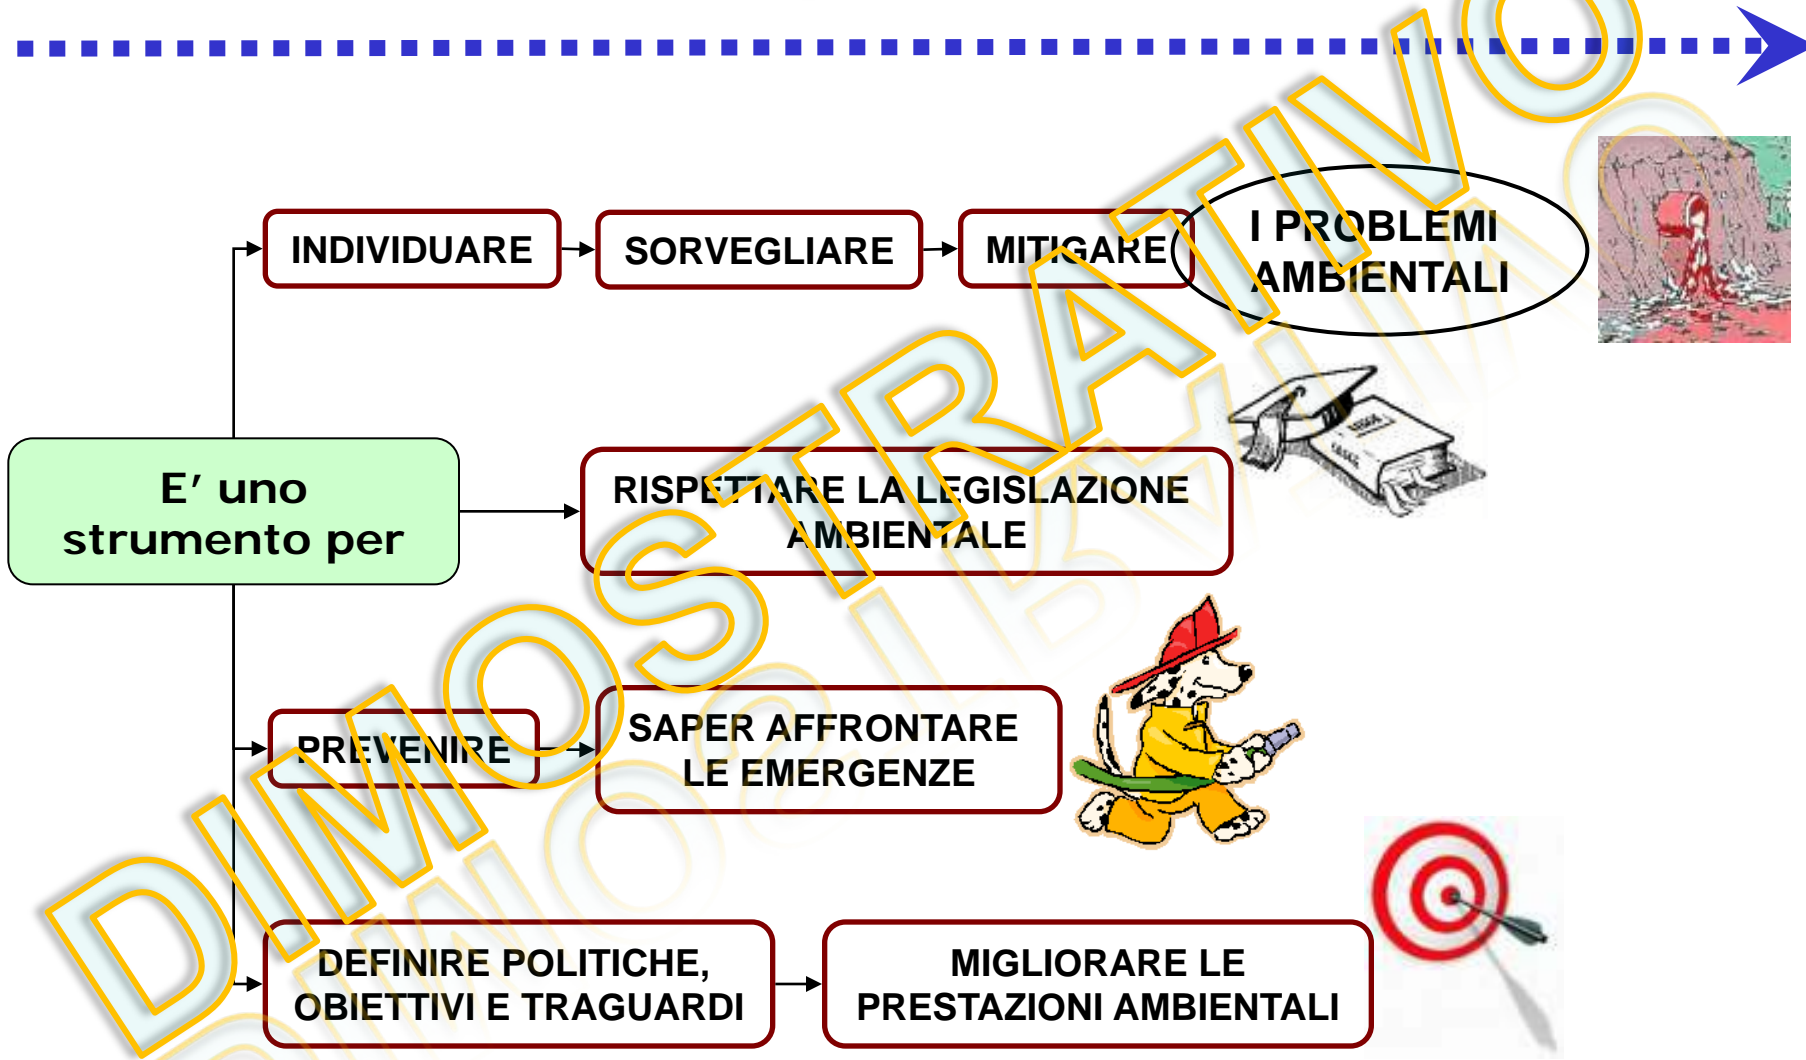 INDIVIDUARE
SORVEGLIARE
MITIGARE
I PROBLEMI
AMBIENTALI
E’ uno
strumento per
RISPETTARE LA LEGISLAZIONE
AMBIENTALE
PREVENIRE
SAPER AFFRONTARE
LE EMERGENZE
DEFINIRE POLITICHE,
OBIETTIVI E TRAGUARDI
MIGLIORARE LE
PRESTAZIONI AMBIENTALI
DIMOSTRATIVO